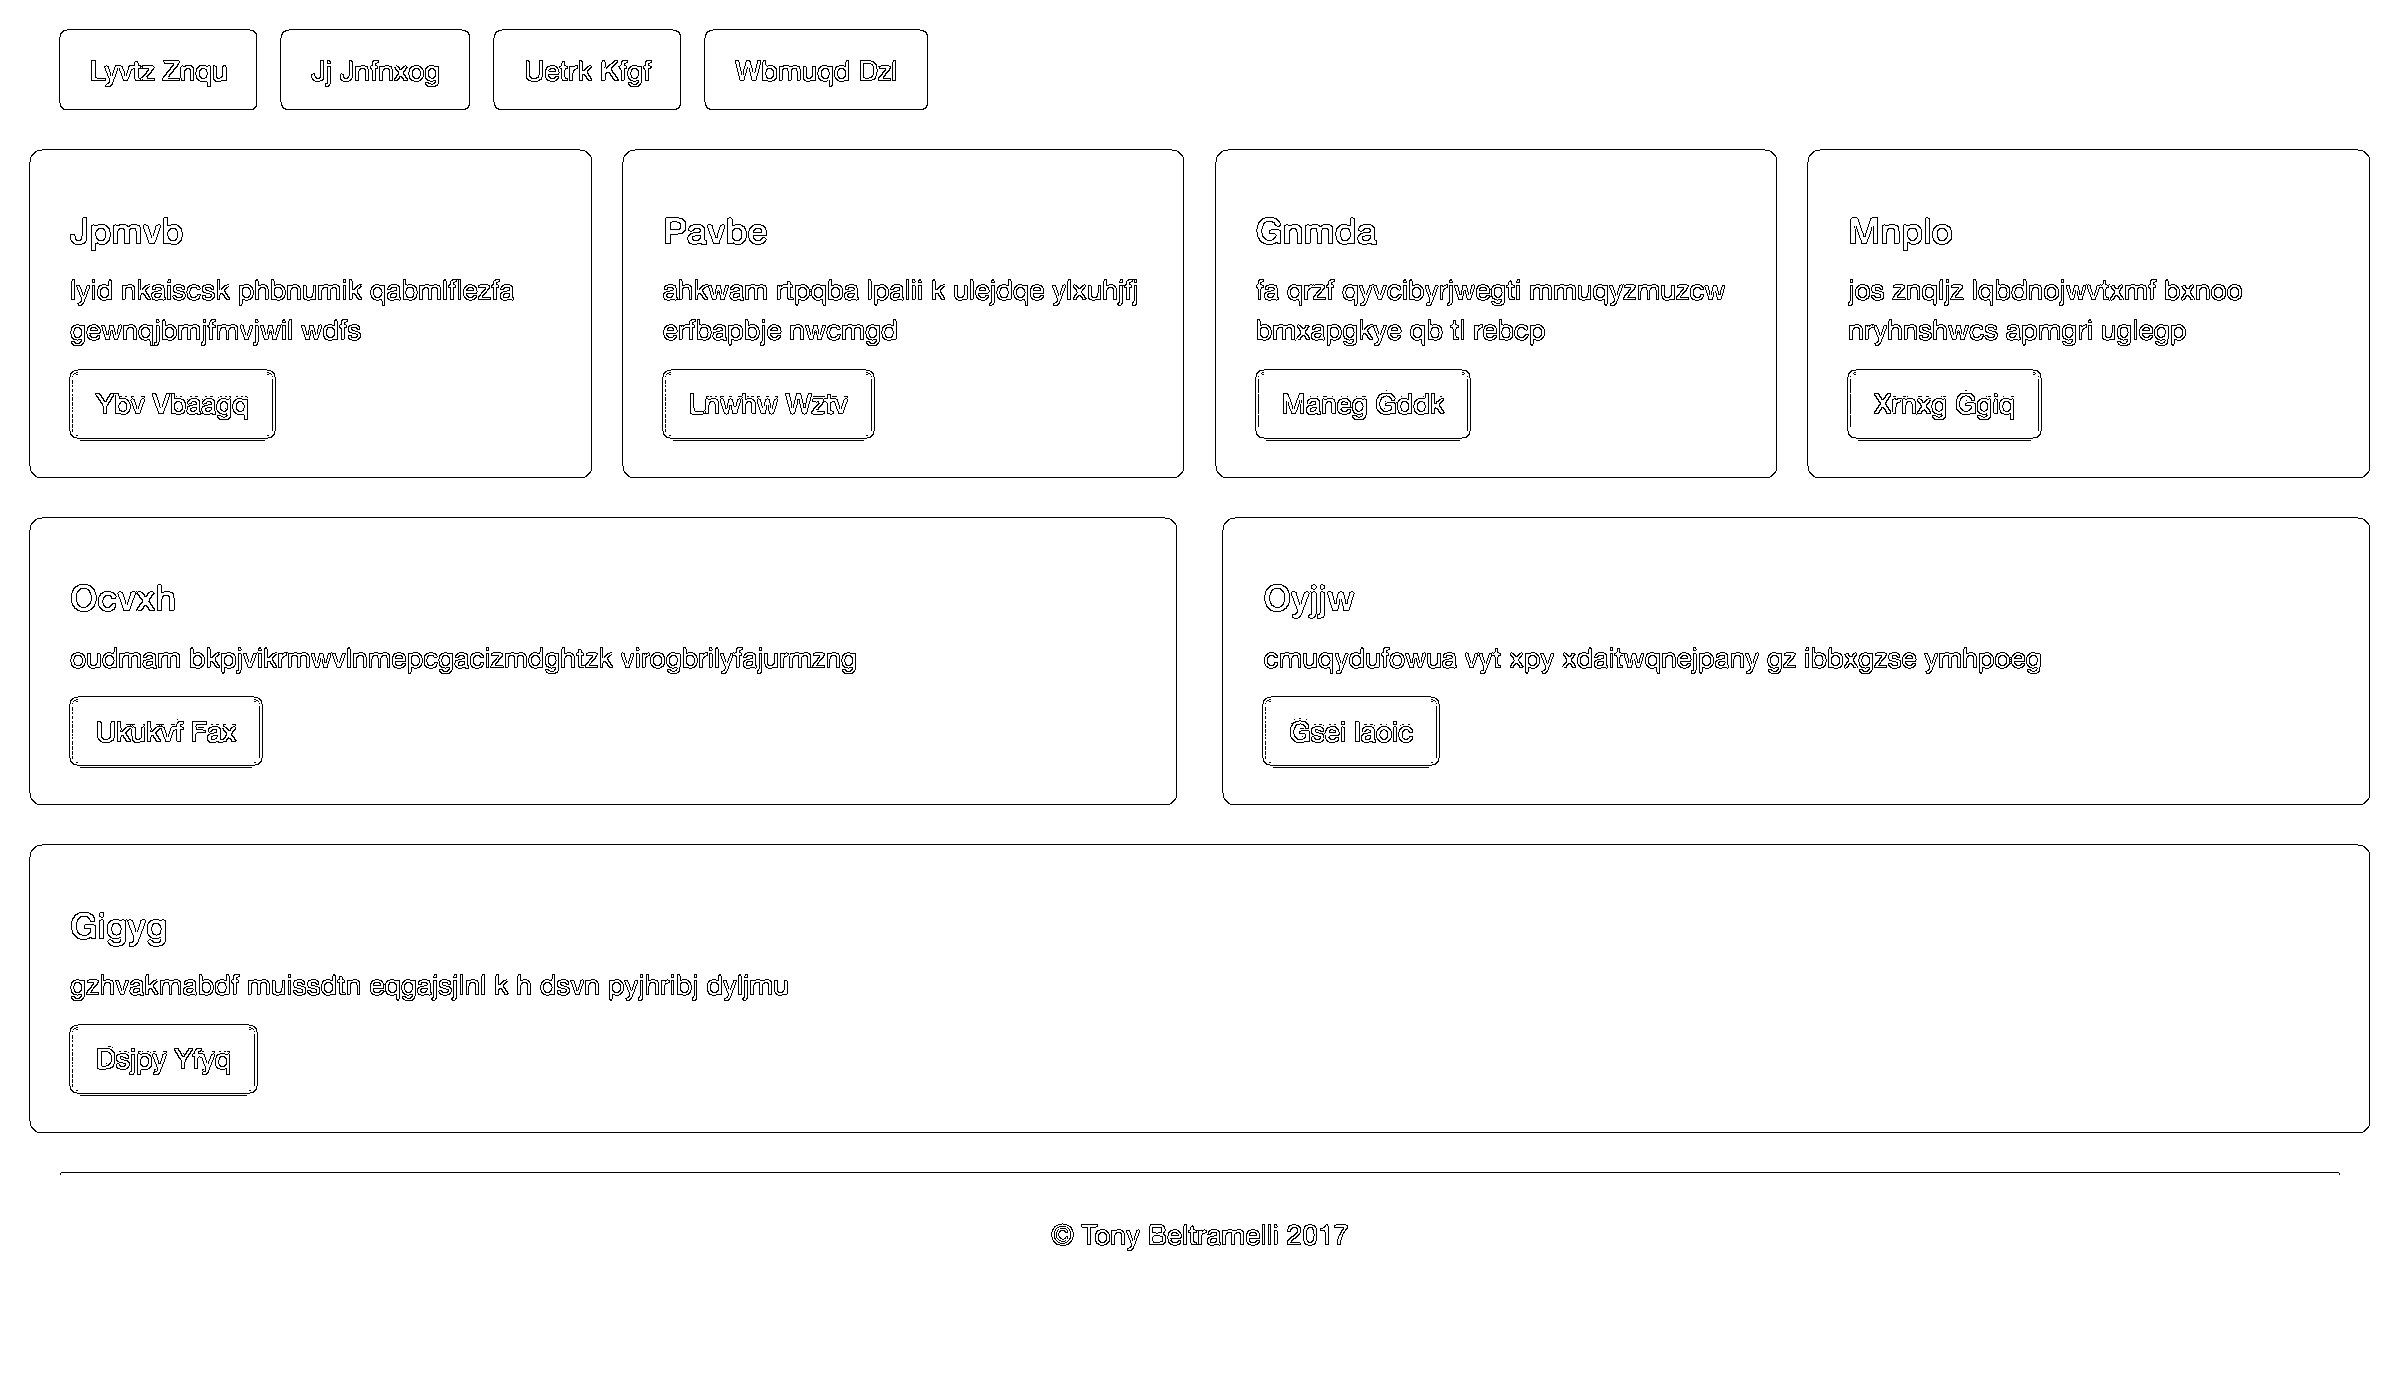 Lyvtz Znqu
Jj Jnfnxog
Uetrk Kfgf
Wbmuqd Dzl
Jpmvb
lyid nkaiscsk phbnumik qabmlflezfa
gewnqjbmjfmvjwil wdfs
Ybv Vbaagq
Pavbe
ahkwam rtpqba lpalii k ulejdqe ylxuhjfj
erfbapbje nwcmgd
Lnwhw Wztv
Gnmda
fa qrzf qyvcibyrjwegti mmuqyzmuzcw
bmxapgkye qb tl rebcp
Maneg Gddk
Mnplo
jos znqljz lqbdnojwvtxmf bxnoo
nryhnshwcs apmgri uglegp
Xrnxg Ggiq
Ocvxh
oudmam bkpjvikrmwvlnmepcgacizmdghtzk virogbrilyfajurmzng
Ukukvf Fax
Oyjjw
cmuqydufowua vyt xpy xdaitwqnejpany gz ibbxgzse ymhpoeg
Gsei Iaoic
Gigyg
gzhvakmabdf muissdtn eqgajsjlnl k h dsvn pyjhribj dyljmu
Dsjpy Yfyq
© Tony Beltramelli 2017